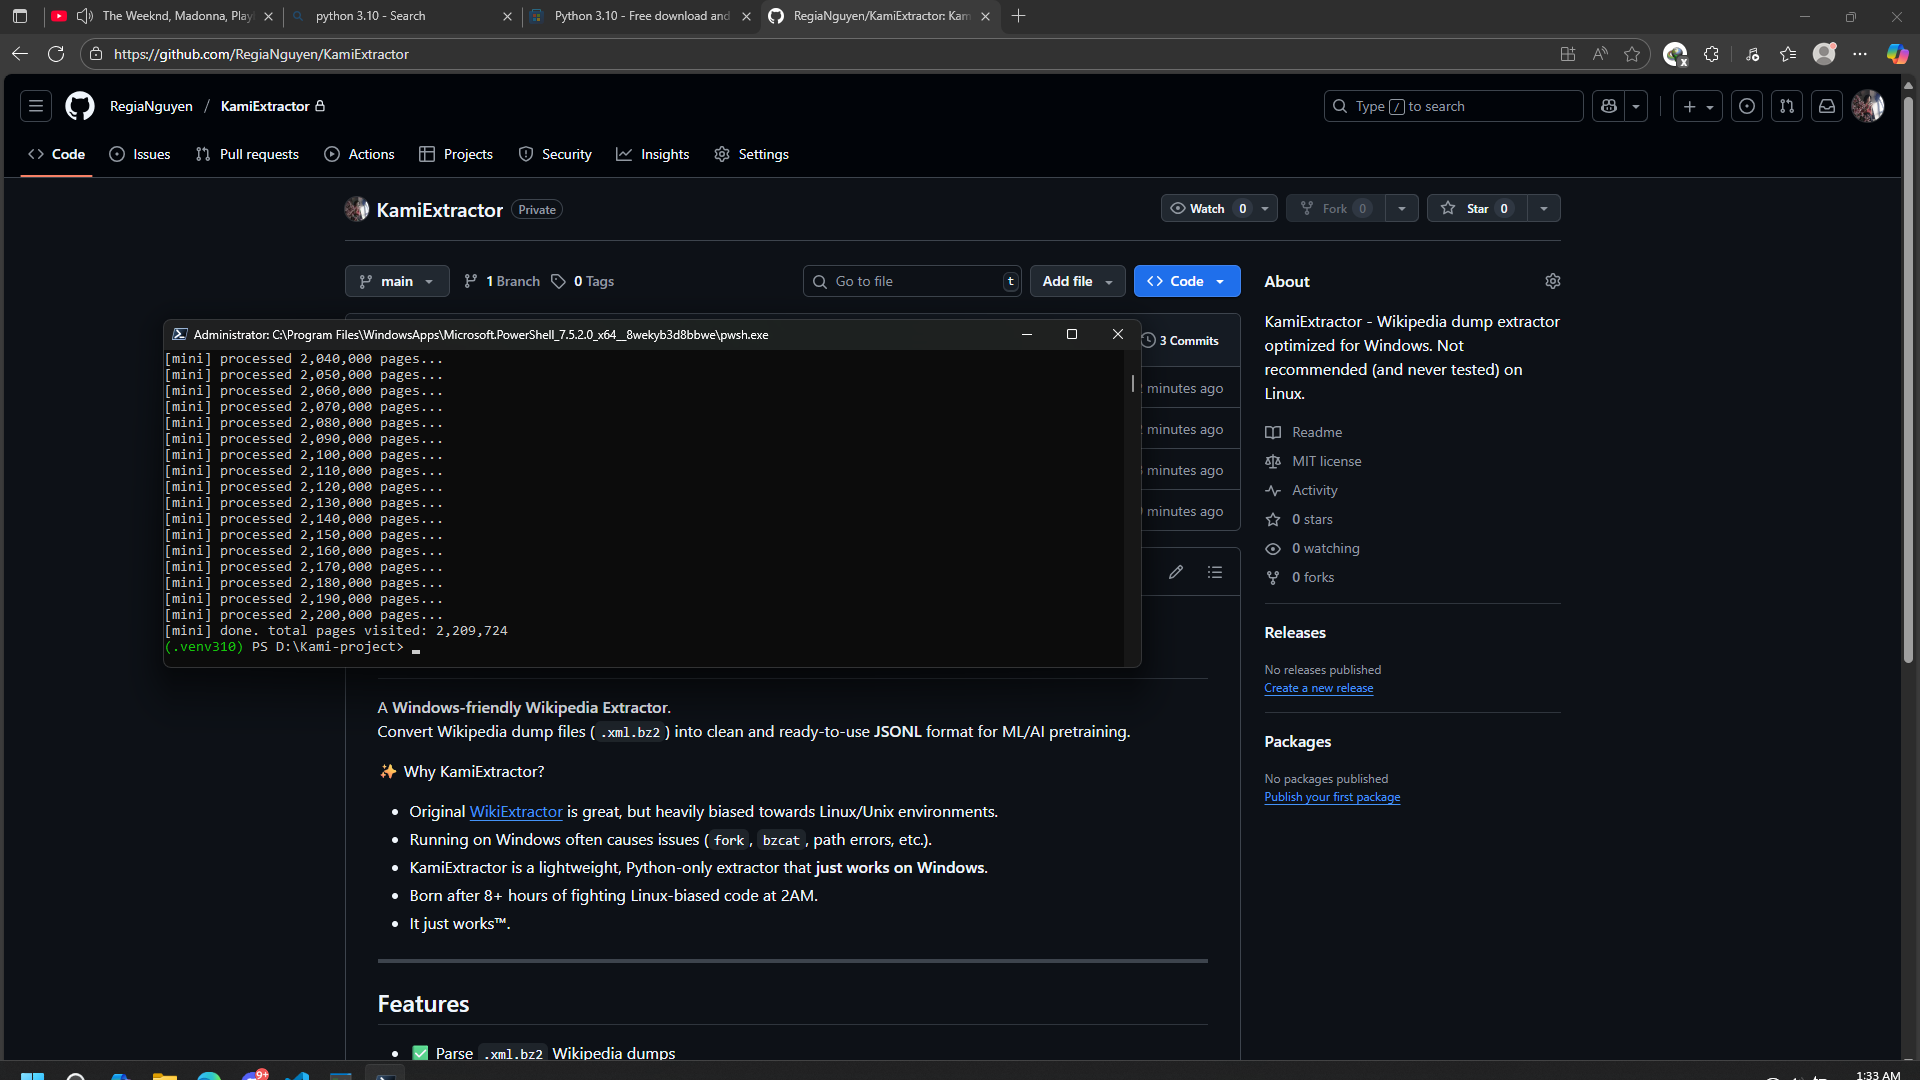 The Weeknd, Madonna, Play
python 3.10 - Search
Python 3.10 - Free download and
RegiaNguyen/KamiExtractor: Kam
https://github.com/RegiaNguyen/KamiExtractor
RegiaNguyen / KamiExtractor
Type / to search
Code
Issues
Pull requests
Actions
Projects
Security
Insights
Settings
KamiExtractor Private
Watch 0
Fork 0
Star 0
main
1 Branch
0 Tags
Go to file t
Add file
Code
About
KamiExtractor - Wikipedia dump extractor
optimized for Windows. Not
recommended (and never tested) on
Linux.
Readme
MIT license
Activity
0 stars
0 watching
0 forks
Releases
No releases published
Create a new release
Packages
No packages published
Publish your first package
3 Commits
minutes ago
minutes ago
minutes ago
minutes ago
Administrator: C:\Program Files\WindowsApps\Microsoft.PowerShell_7.5.2.0_x64__8wekyb3d8bbwe\pwsh.exe
[mini] processed 2,040,000 pages...
[mini] processed 2,050,000 pages...
[mini] processed 2,060,000 pages...
[mini] processed 2,070,000 pages...
[mini] processed 2,080,000 pages...
[mini] processed 2,090,000 pages...
[mini] processed 2,100,000 pages...
[mini] processed 2,110,000 pages...
[mini] processed 2,120,000 pages...
[mini] processed 2,130,000 pages...
[mini] processed 2,140,000 pages...
[mini] processed 2,150,000 pages...
[mini] processed 2,160,000 pages...
[mini] processed 2,170,000 pages...
[mini] processed 2,180,000 pages...
[mini] processed 2,190,000 pages...
[mini] processed 2,200,000 pages...
[mini] done. total pages visited: 2,209,724
(.venv310) PS D:\Kami-project>
A Windows-friendly Wikipedia Extractor.
Convert Wikipedia dump files (.xml.bz2) into clean and ready-to-use JSONL format for ML/AI pretraining.
✨ Why KamiExtractor?
• Original WikiExtractor is great, but heavily biased towards Linux/Unix environments.
• Running on Windows often causes issues (fork, bzcat, path errors, etc.).
• KamiExtractor is a lightweight, Python-only extractor that just works on Windows.
• Born after 8+ hours of fighting Linux-biased code at 2AM.
• It just works™.
Features
• ✅ Parse .xml.bz2 Wikipedia dumps
9+
1:33 AM